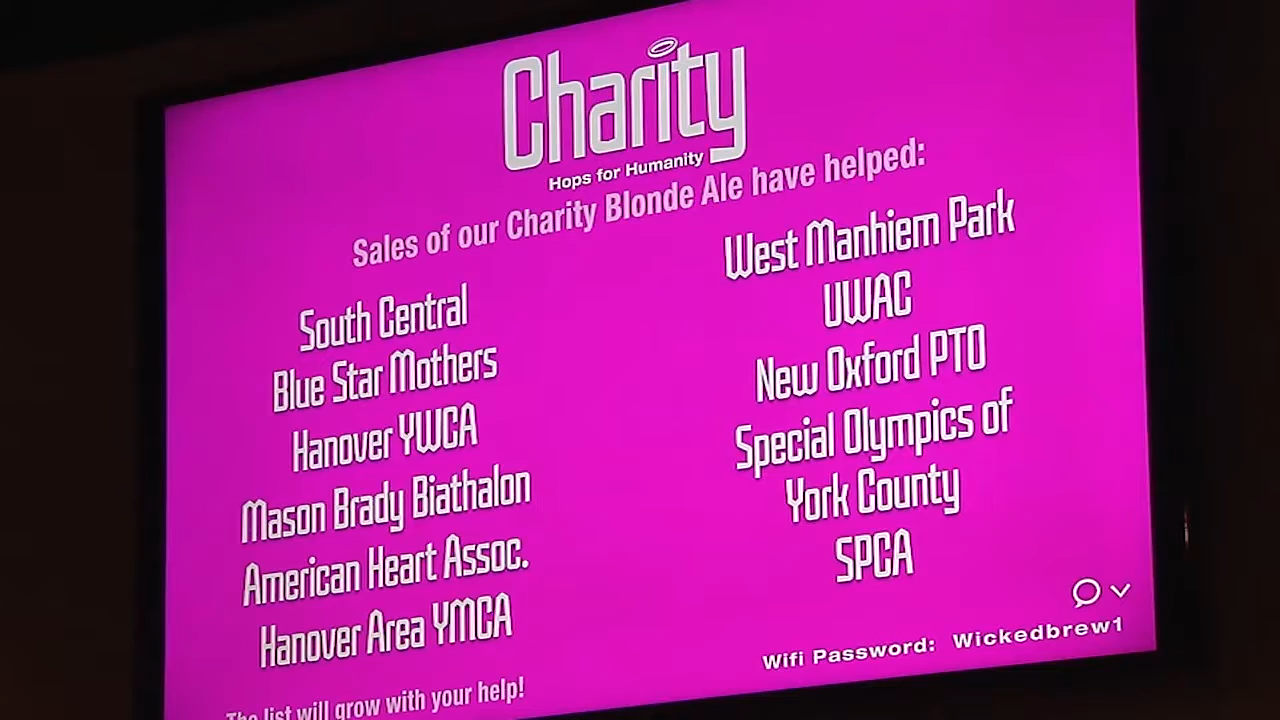 Charity
Hops for Humanity
Sales of our Charity Blonde Ale have helped:
South Central
Blue Star Mothers
Hanover YWCA
Mason Brady Biathalon
American Heart Assoc.
Hanover Area YMCA
West Manhiem Park
UWAC
New Oxford PTO
Special Olympics of
York County
SPCA
The list will grow with your help!
Wifi Password: Wickedbrew1